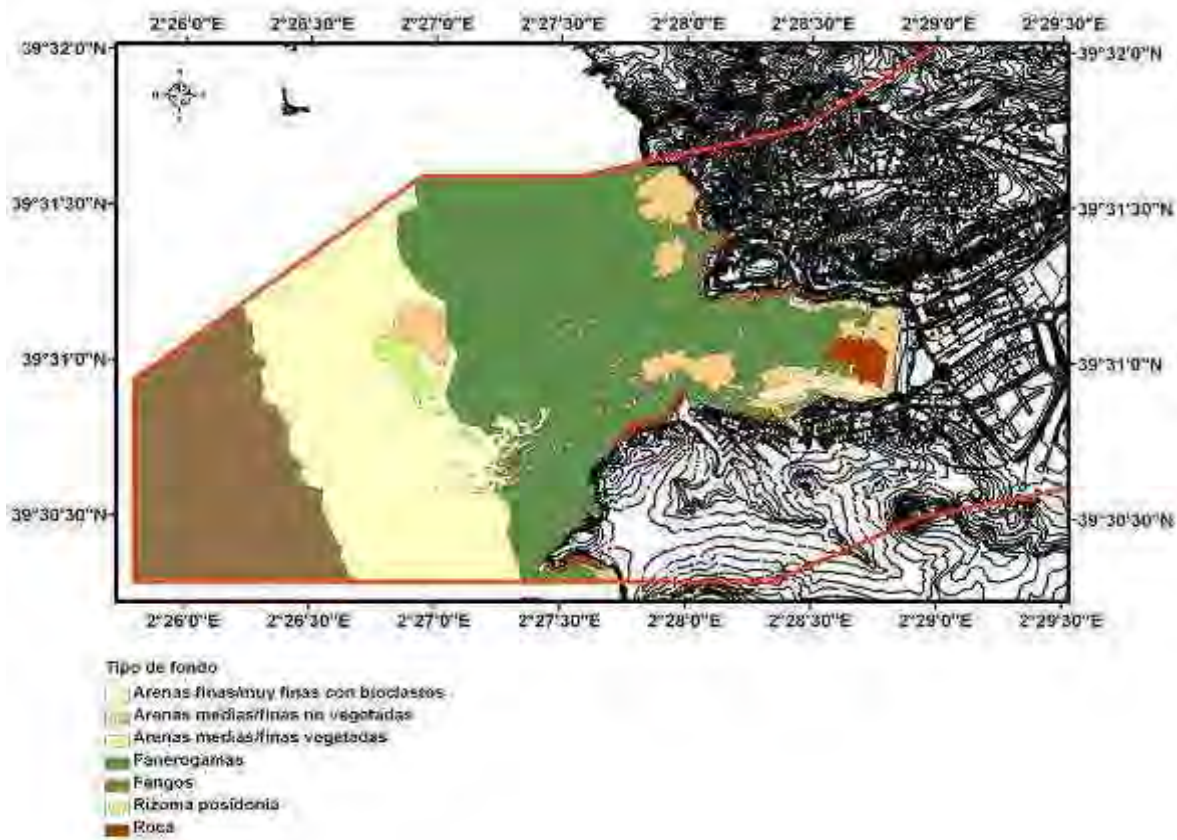 2°26'0"E 2°26'30"E 2°27'0"E 2°27'30"E 2°28'0"E 2°28'30"E 2°29'0"E 2°29'30"E
39°32'0"N 39°32'0"N
39°31'30"N 39°31'30"N
39°31'0"N 39°31'0"N
39°30'30"N 39°30'30"N
2°26'0"E 2°26'30"E 2°27'0"E 2°27'30"E 2°28'0"E 2°28'30"E 2°29'0"E 2°29'30"E
Tipo de fondo
Arenas finas/muy finas con bioclastos
Arenas medias/finas no vegetadas
Arenas medias/finas vegetadas
Fanerogamas
Fangos
Rizoma posidonia
Roca